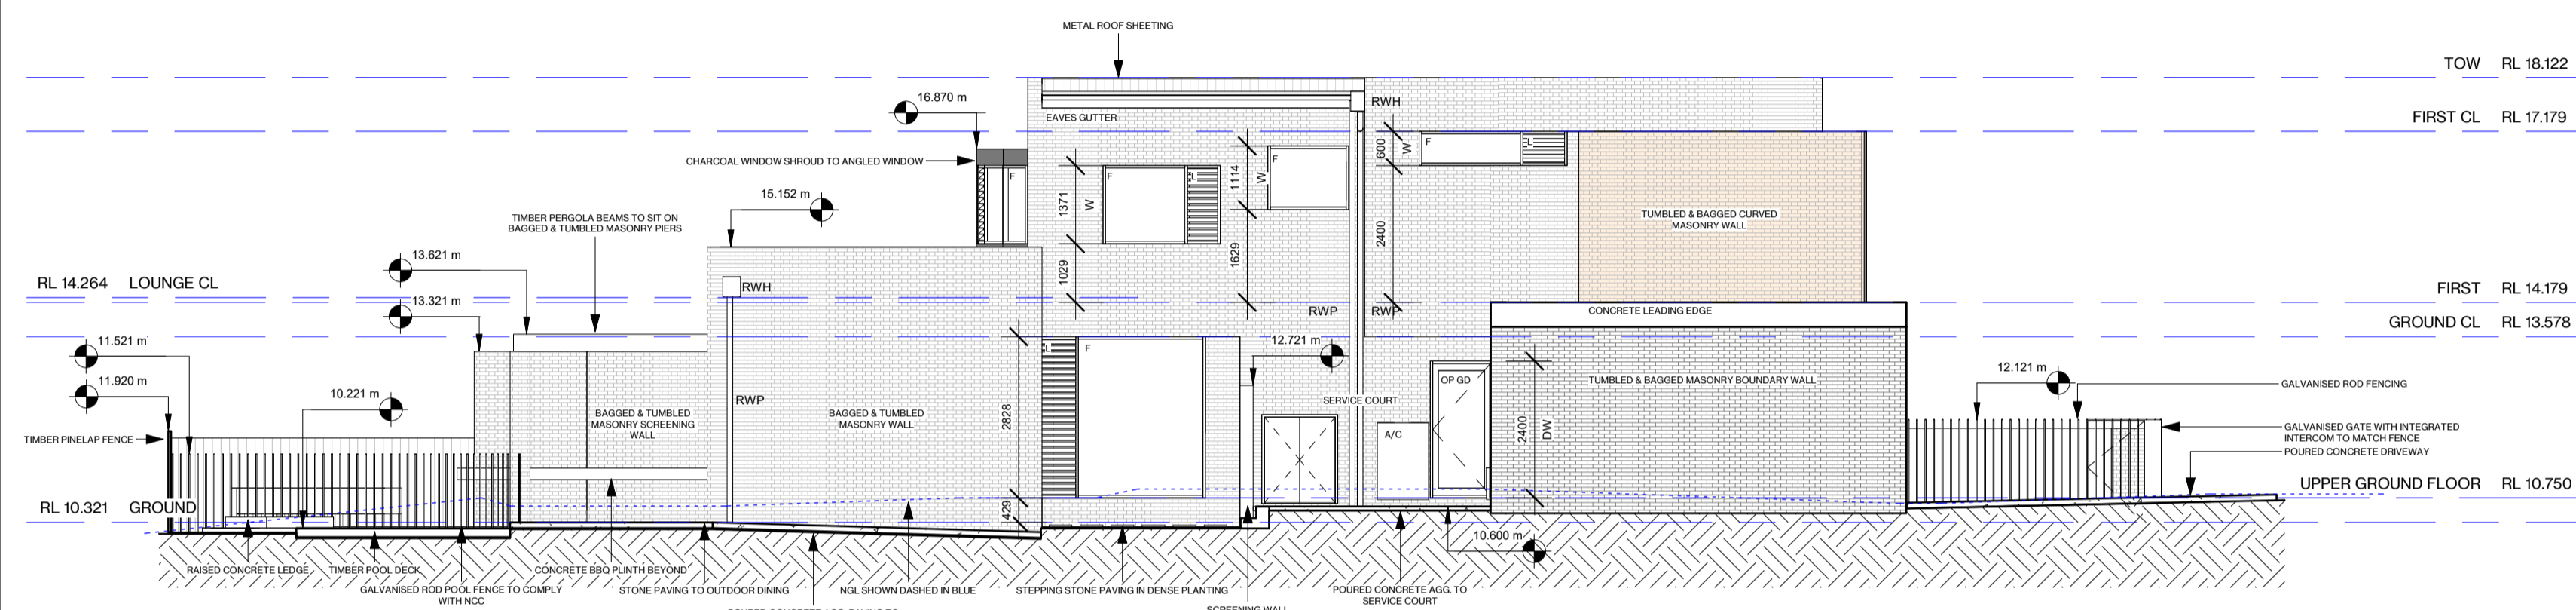 METAL ROOF SHEETING
TOW RL 18.122
16.870 m
RWH
FIRST CL RL 17.179
EAVES GUTTER
CHARCOAL WINDOW SHROUD TO ANGLED WINDOW
F
1371
W
F
L
1114
W
F
600
W
F
L
15.152 m
TIMBER PERGOLA BEAMS TO SIT ON
BAGGED & TUMBLED MASONRY PIERS
TUMBLED & BAGGED CURVED
MASONRY WALL
2400
13.621 m
1029
1629
RL 14.264 LOUNGE CL
RWH
FIRST RL 14.179
13.321 m
RWP
RWP
CONCRETE LEADING EDGE
GROUND CL RL 13.578
11.521 m
12.721 m
L
F
11.920 m
10.221 m
OP GD
TUMBLED & BAGGED MASONRY BOUNDARY WALL
12.121 m
GALVANISED ROD FENCING
RWP
SERVICE COURT
BAGGED & TUMBLED
MASONRY SCREENING
WALL
BAGGED & TUMBLED
MASONRY WALL
2828
A/C
2400
DW
TIMBER PINELAP FENCE
GALVANISED GATE WITH INTEGRATED
INTERCOM TO MATCH FENCE
POURED CONCRETE DRIVEWAY
UPPER GROUND FLOOR RL 10.750
RL 10.321 GROUND
429
10.600 m
RAISED CONCRETE LEDGE
TIMBER POOL DECK
CONCRETE BBQ PLINTH BEYOND
GALVANISED ROD POOL FENCE TO COMPLY
WITH NCC
STONE PAVING TO OUTDOOR DINING
NGL SHOWN DASHED IN BLUE
STEPPING STONE PAVING IN DENSE PLANTING
POURED CONCRETE AGG. TO
SERVICE COURT
POURED CONCRETE AGG. PAVING TO
SCREENING WALL